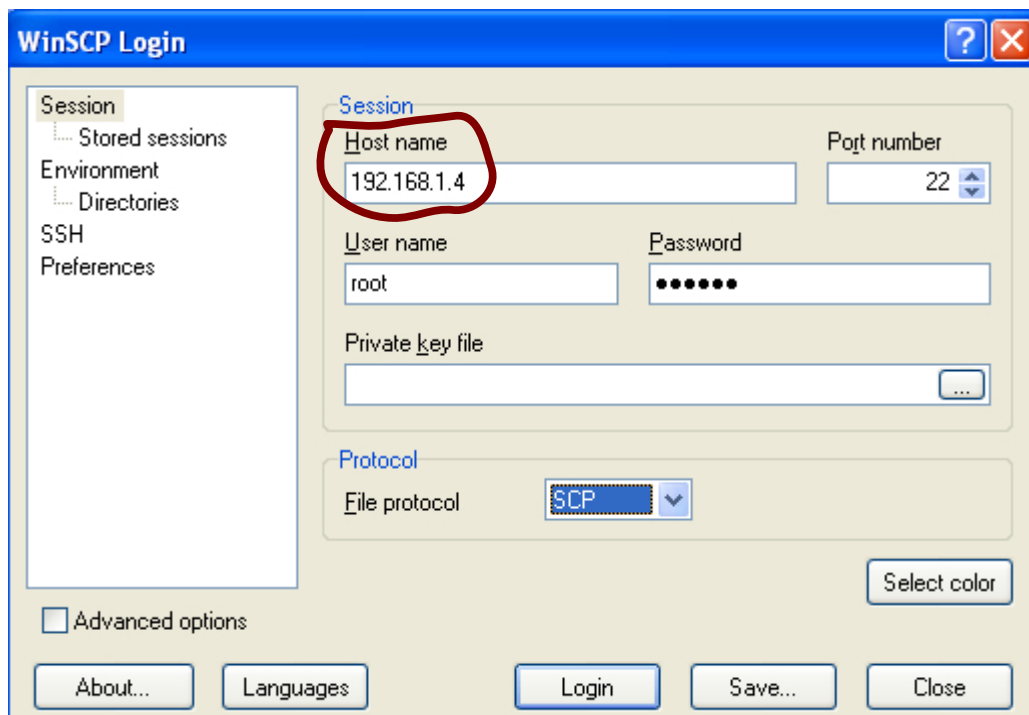 WinSCP Login
Session
Stored sessions
Environment
Directories
SSH
Preferences
Session
Host name
Port number
192.168.1.4
22
User name
Password
root
••••••
Private key file
...
Protocol
File protocol
SCP
Select color
Advanced options
About...
Languages
Login
Save...
Close